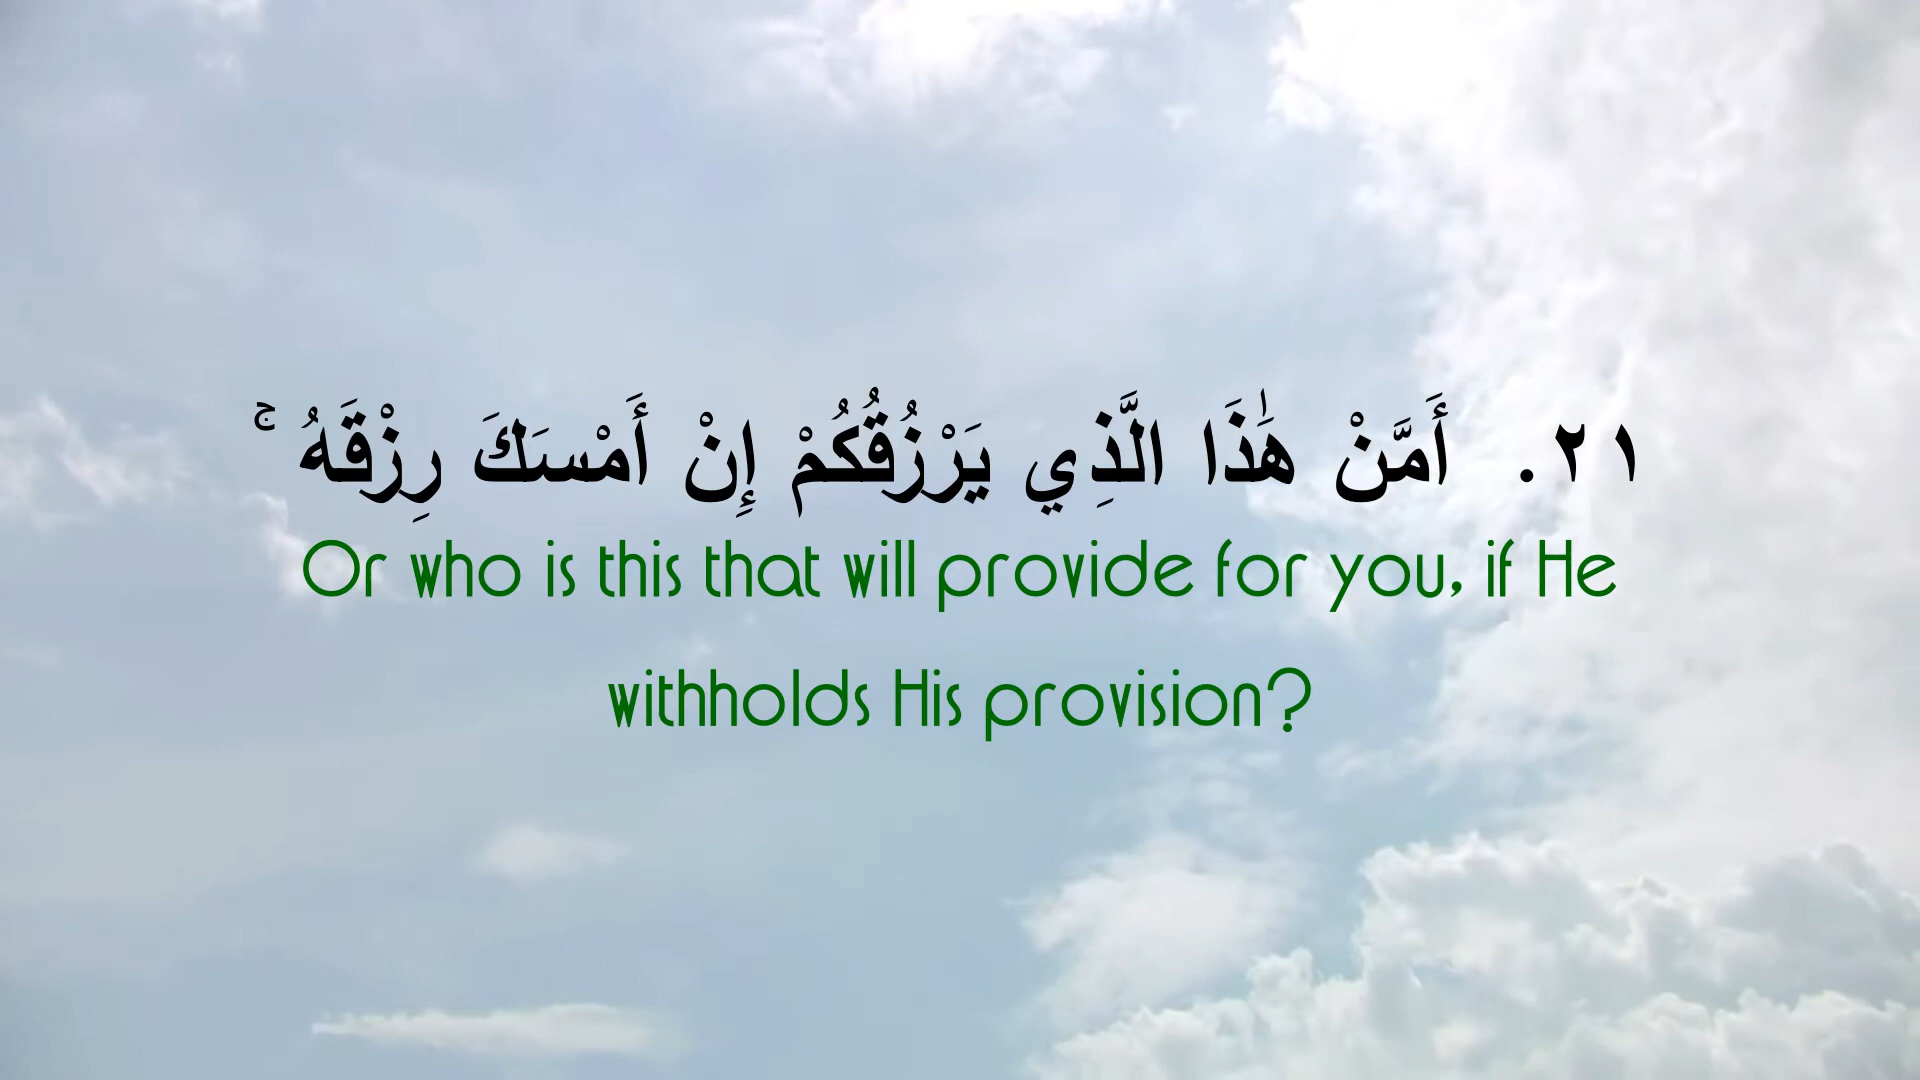 ٢١. أَمَّنْ هَٰذَا الَّذِي يَرْزُقُكُمْ إِنْ أَمْسَكَ رِزْقَهُ ۚ
Or who is this that will provide for you, if He
withholds His provision?